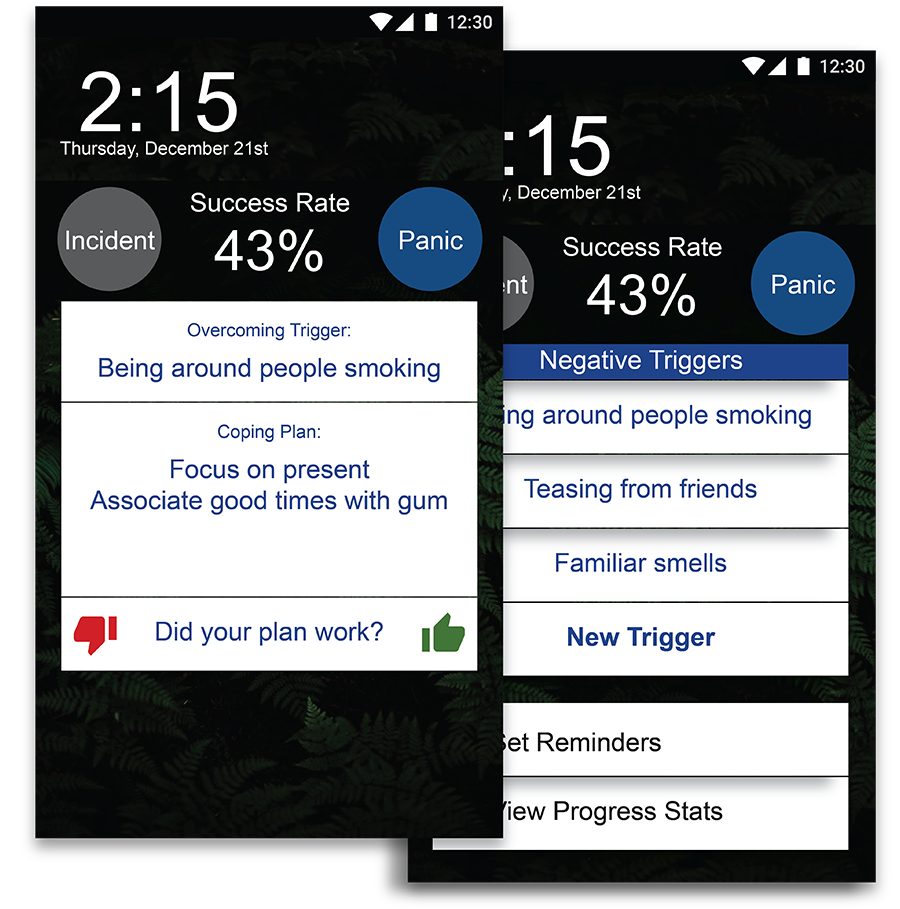 12:30
2:15
Thursday, December 21st
Incident
Success Rate
43%
Panic
Overcoming Trigger:
Being around people smoking
Coping Plan:
Focus on present
Associate good times with gum
Did your plan work?
12:30
:15
y, December 21st
nt
Success Rate
43%
Panic
Negative Triggers
ing around people smoking
Teasing from friends
Familiar smells
New Trigger
Set Reminders
View Progress Stats